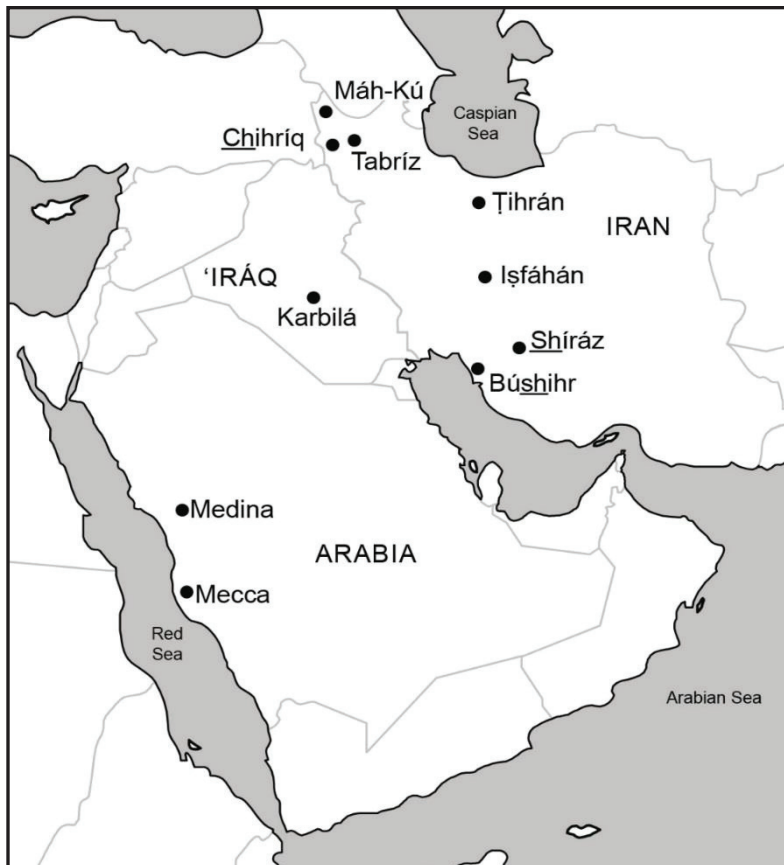 Máh-Kú
Caspian
Sea
Chihríq
Tabríz
Ṭihrán
IRAN
‘IRÁQ
Iṣfáhán
Karbilá
Shíráz
Búshihr
Medina
ARABIA
Mecca
Red
Sea
Arabian Sea